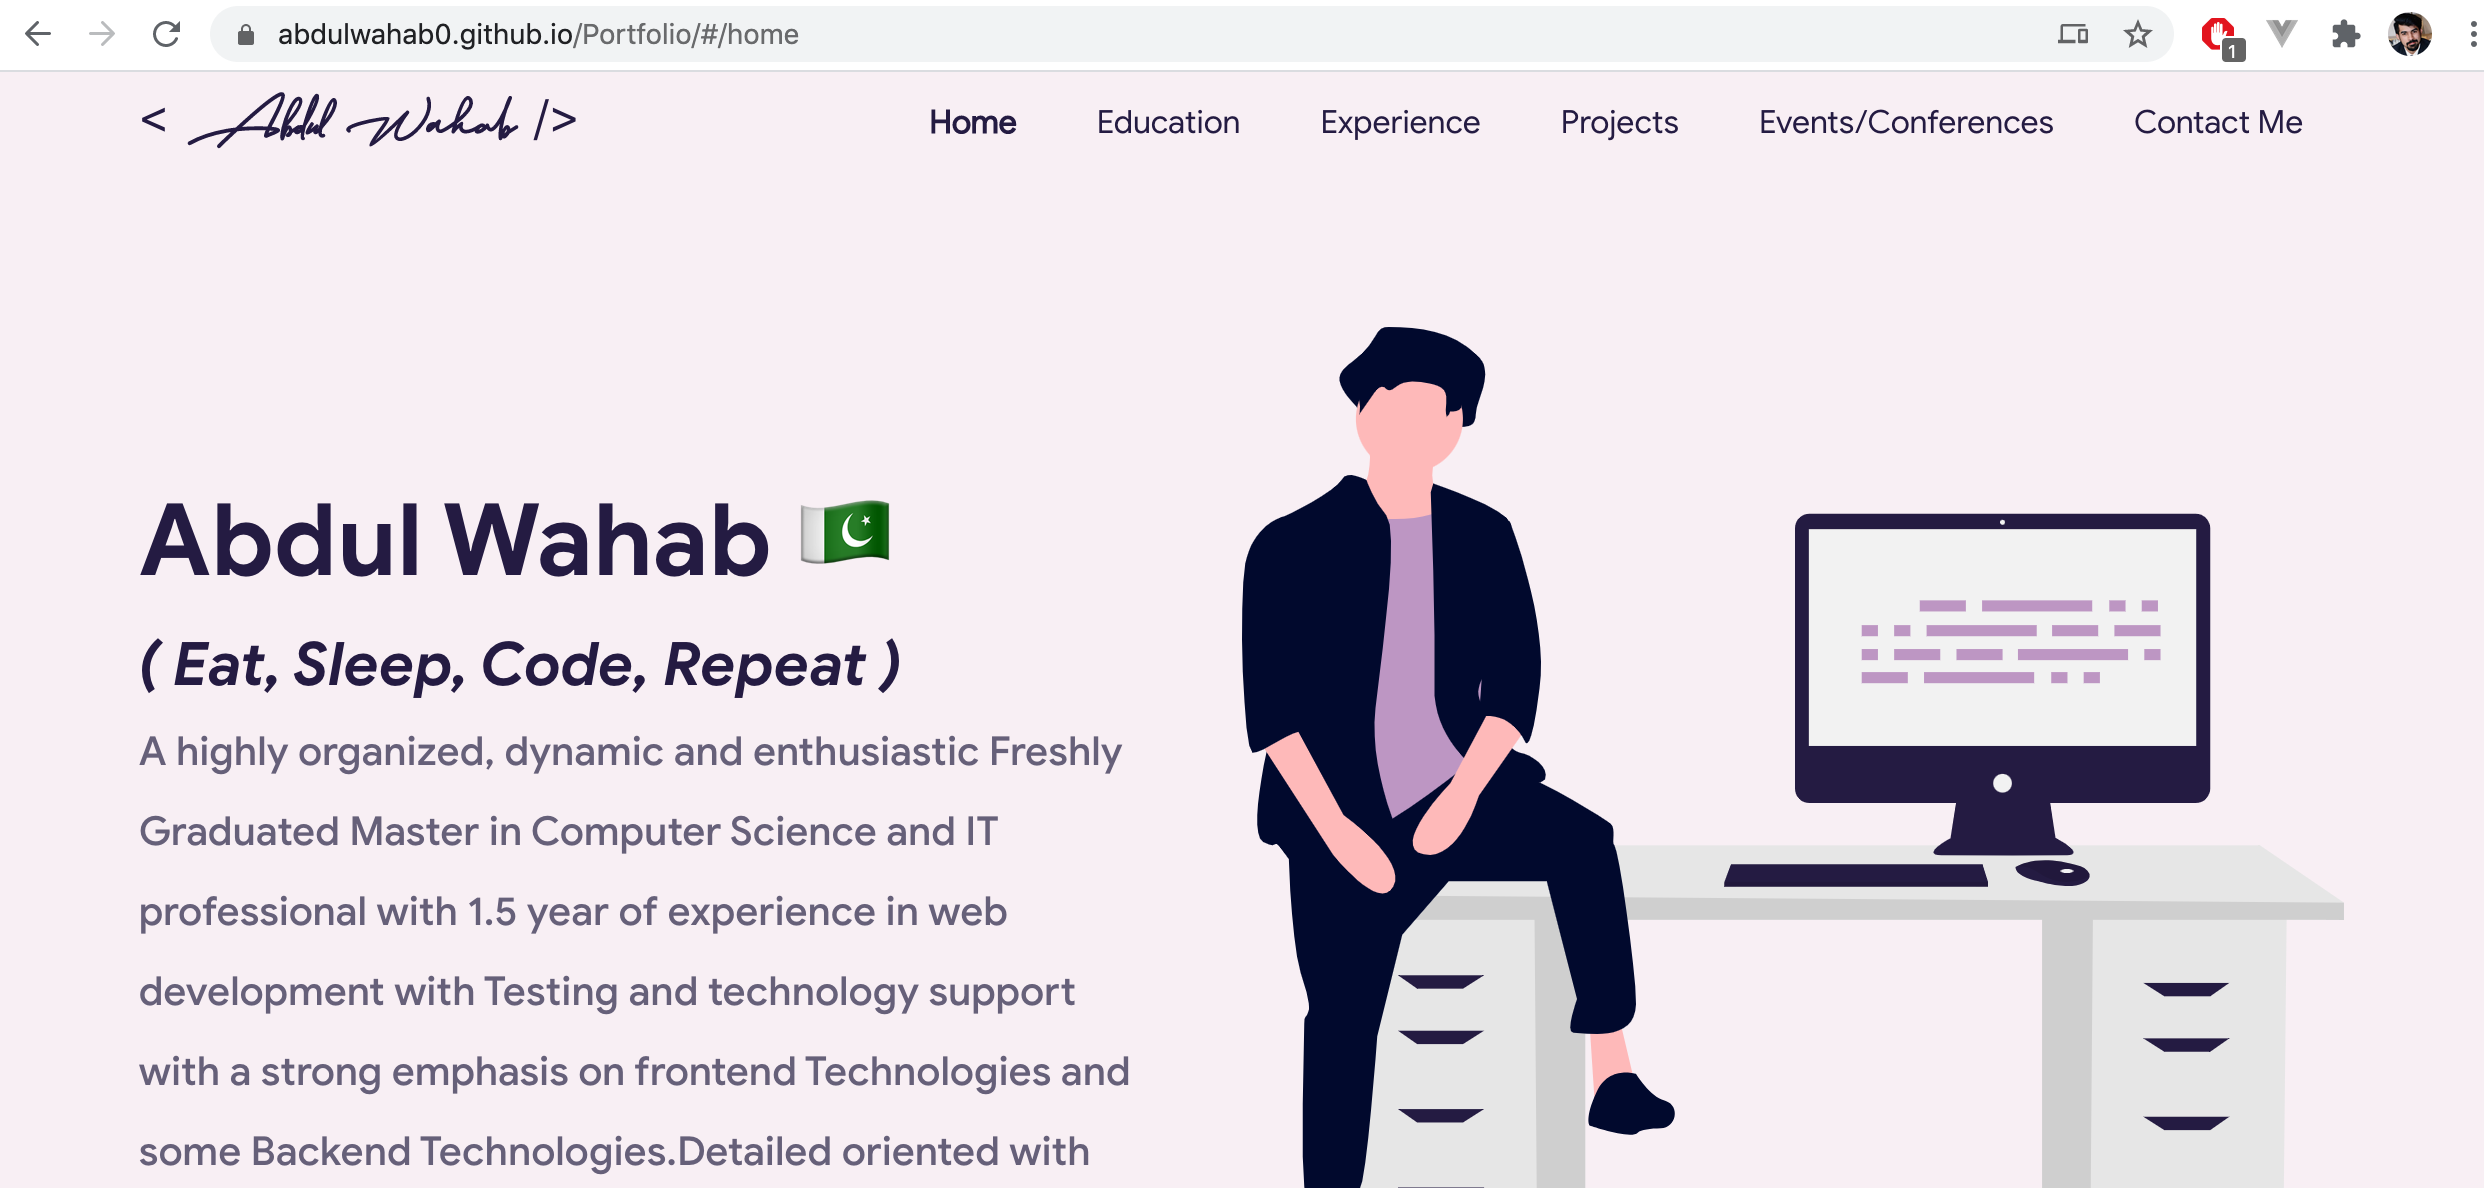 abdulwahab0.github.io/Portfolio/#/home
1
< Abdul Wahab />
Home Education Experience Projects Events/Conferences Contact Me
Abdul Wahab 🇵🇰
( Eat, Sleep, Code, Repeat )
A highly organized, dynamic and enthusiastic Freshly
Graduated Master in Computer Science and IT
professional with 1.5 year of experience in web
development with Testing and technology support
with a strong emphasis on frontend Technologies and
some Backend Technologies.Detailed oriented with